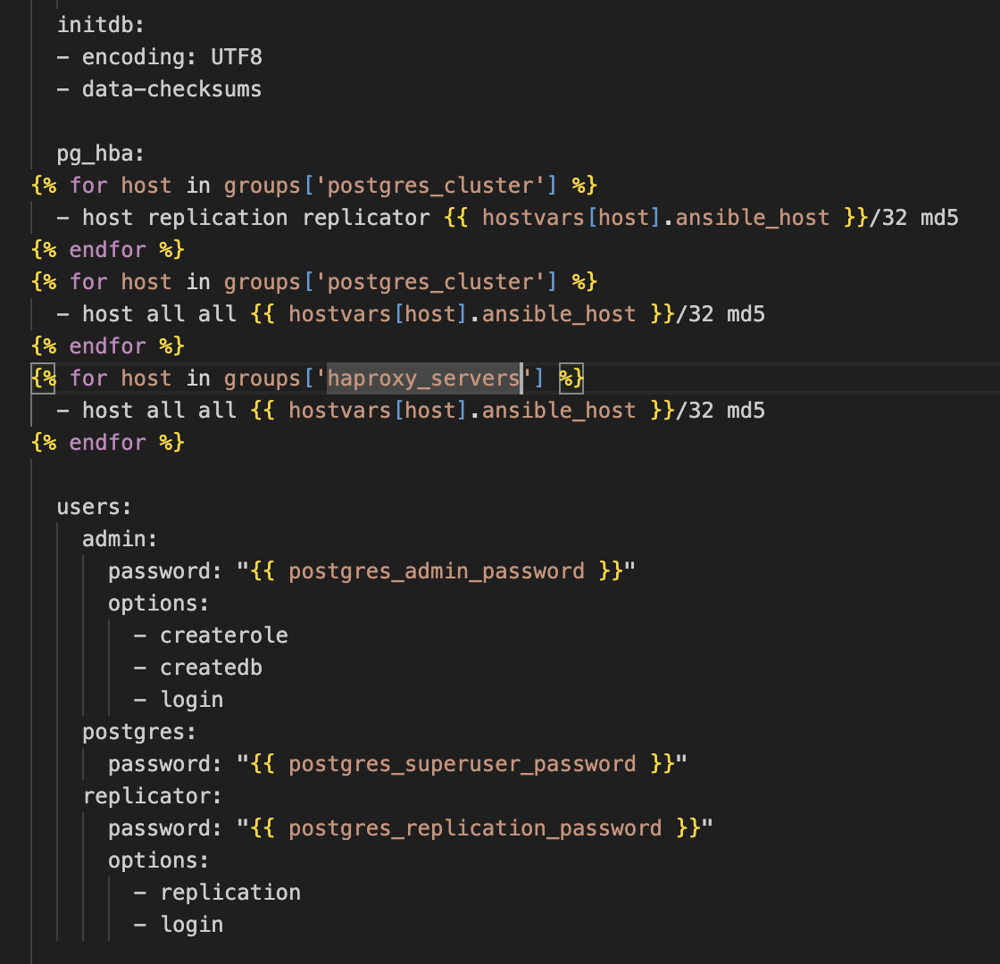 initdb:
- encoding: UTF8
- data-checksums
pg_hba:
{% for host in groups['postgres_cluster'] %}
- host replication replicator {{ hostvars[host].ansible_host }}/32 md5
{% endfor %}
{% for host in groups['postgres_cluster'] %}
- host all all {{ hostvars[host].ansible_host }}/32 md5
{% endfor %}
{% for host in groups['haproxy_servers'] %}
- host all all {{ hostvars[host].ansible_host }}/32 md5
{% endfor %}
users:
admin:
password: "{{ postgres_admin_password }}"
options:
- createrole
- createdb
- login
postgres:
password: "{{ postgres_superuser_password }}"
replicator:
password: "{{ postgres_replication_password }}"
options:
- replication
- login